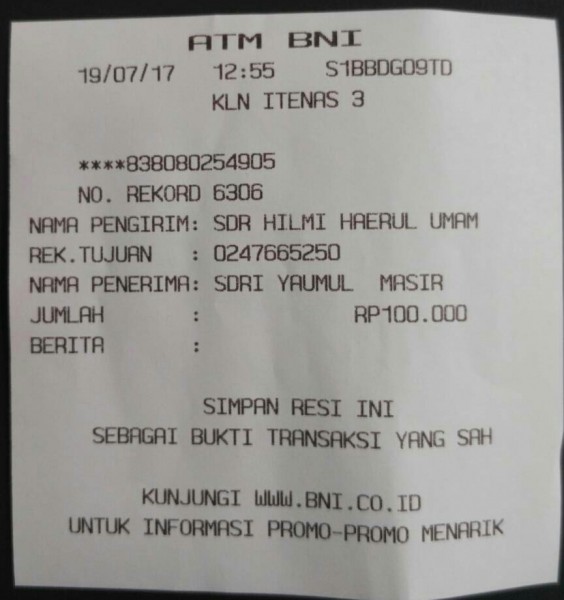 ATM BNI
19/07/17 12:55 S1BBDG09TD
KLN ITENAS 3
****838080254905
NO. REKORD 6306
NAMA PENGIRIM: SDR HILMI HAERUL UMAM
REK.TUJUAN : 0247665250
NAMA PENERIMA: SDRI YAUMUL MASIR
JUMLAH : RP100.000
BERITA :
SIMPAN RESI INI
SEBAGAI BUKTI TRANSAKSI YANG SAH
KUNJUNGI WWW.BNI.CO.ID
UNTUK INFORMASI PROMO-PROMO MENARIK